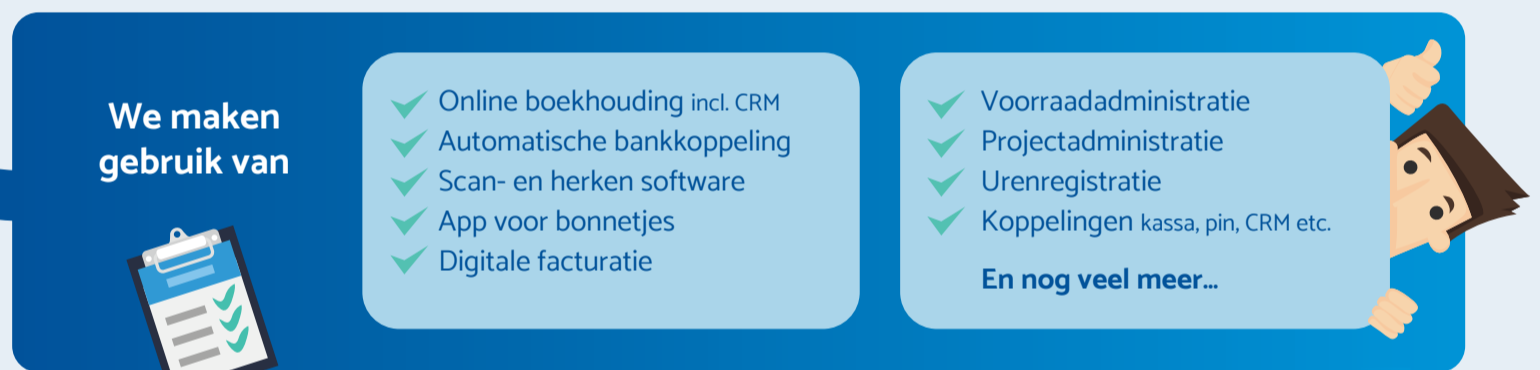 We maken
gebruik van
Online boekhouding incl. CRM
Automatische bankkoppeling
Scan- en herken software
App voor bonnetjes
Digitale facturatie
Voorraadadministratie
Projectadministratie
Urenregistratie
Koppelingen kassa, pin, CRM etc.
En nog veel meer...